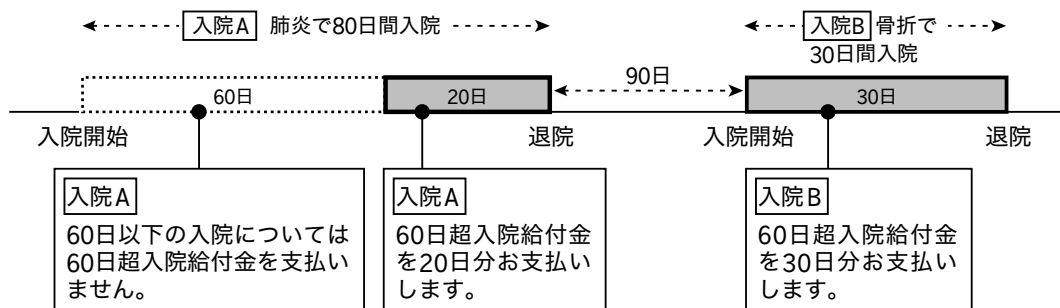 入院A 肺炎で80日間入院
入院B 骨折で
30日間入院
60日
20日
90日
30日
入院開始
退院
入院開始
退院
入院A
60日以下の入院については
60日超入院給付金を支払い
ません。
入院A
60日超入院給付金
を20日分お支払い
します。
入院B
60日超入院給付金
を30日分お支払い
します。